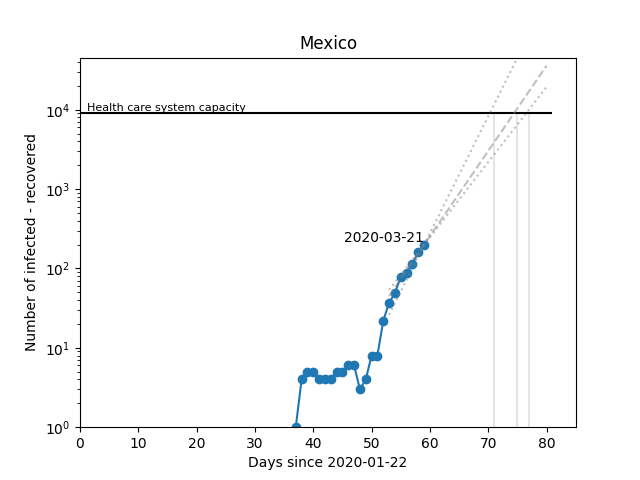 Mexico
Number of infected - recovered
10^4
10^3
10^2
10^1
10^0
Health care system capacity
2020-03-21
0 10 20 30 40 50 60 70 80
Days since 2020-01-22